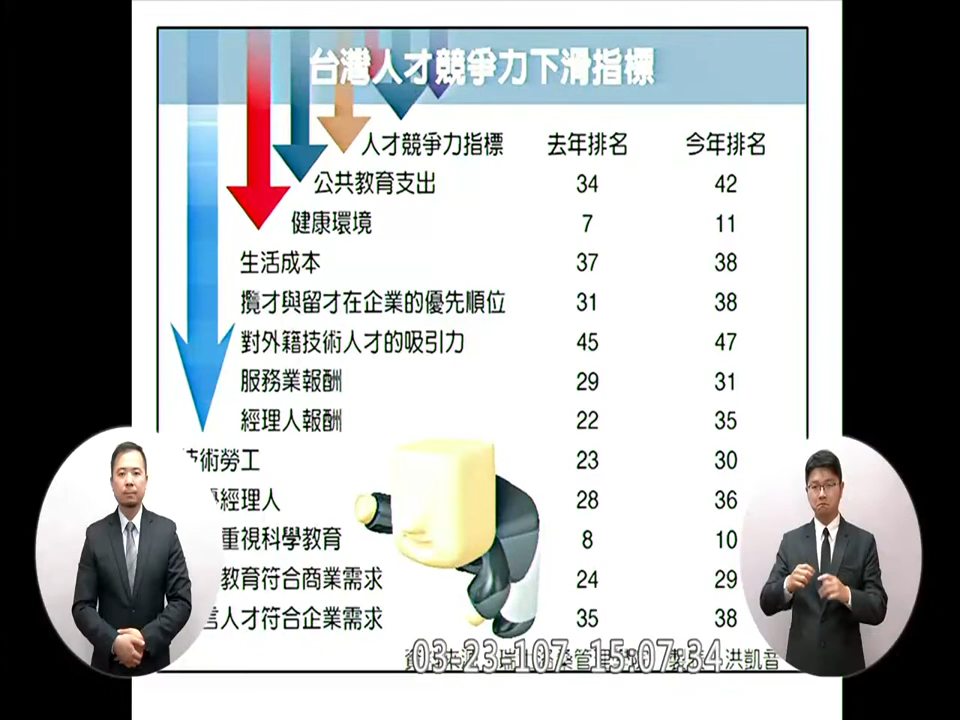 台灣人才競爭力下滑指標
人才競爭力指標 去年排名 今年排名
公共教育支出 34 42
健康環境 7 11
生活成本 37 38
攬才與留才在企業的優先順位 31 38
對外籍技術人才的吸引力 45 47
服務業報酬 29 31
經理人報酬 22 35
術勞工 23 30
經理人 28 36
重視科學教育 8 10
教育符合商業需求 24 29
人才符合企業需求 35 38
03-23-107 15:07:34 洪凱音